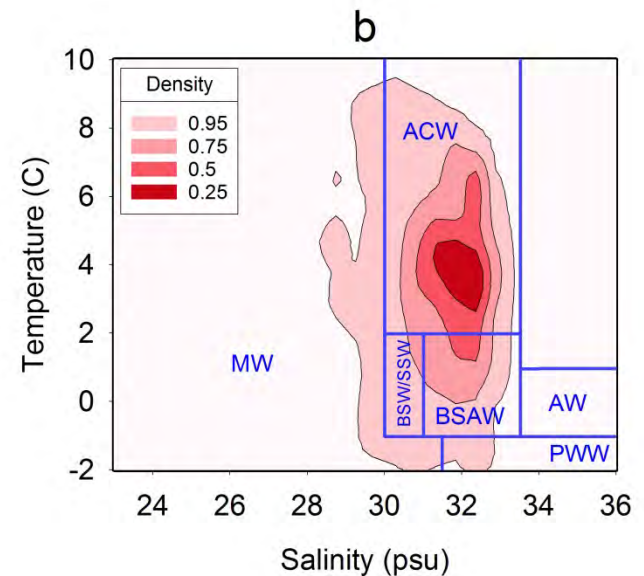 b
Density
0.95
0.75
0.5
0.25
10
8
6
4
2
0
-2
Temperature (C)
ACW
MW
BSW/SSW
BSAW
AW
PWW
24 26 28 30 32 34 36
Salinity (psu)